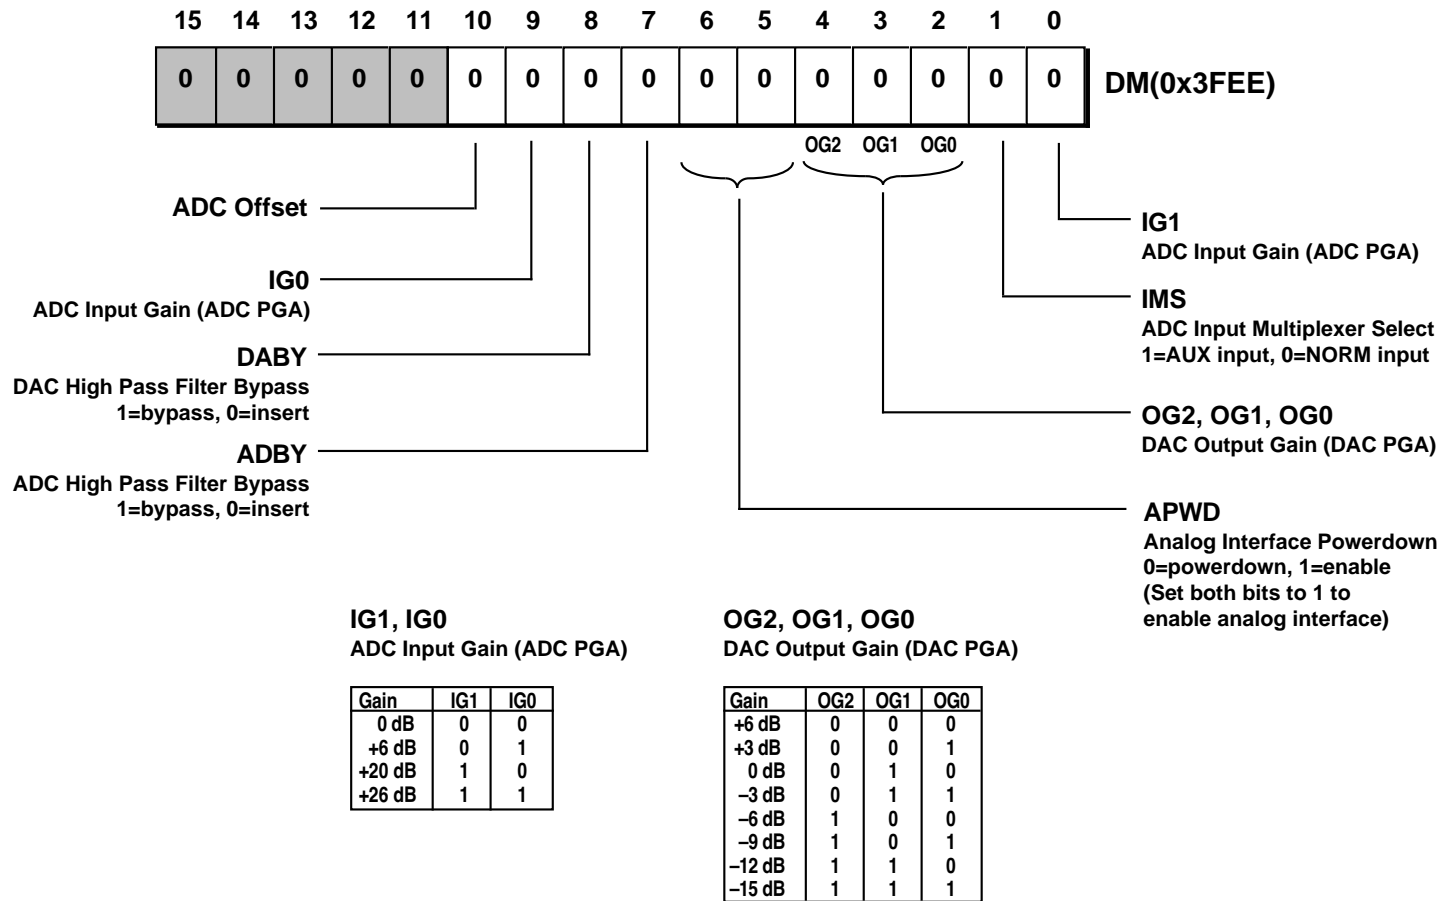 15 14 13 12 11 10 9 8 7 6 5 4 3 2 1 0
0 0 0 0 0 0 0 0 0 0 0 0 0 0 0 0 DM(0x3FEE)
OG2 OG1 OG0
ADC Offset
IG0
ADC Input Gain (ADC PGA)
DABY
DAC High Pass Filter Bypass
1=bypass, 0=insert
ADBY
ADC High Pass Filter Bypass
1=bypass, 0=insert
IG1
ADC Input Gain (ADC PGA)
IMS
ADC Input Multiplexer Select
1=AUX input, 0=NORM input
OG2, OG1, OG0
DAC Output Gain (DAC PGA)
APWD
Analog Interface Powerdown
0=powerdown, 1=enable
(Set both bits to 1 to
enable analog interface)
IG1, IG0
ADC Input Gain (ADC PGA)
Gain IG1 IG0
0 dB 0 0
+6 dB 0 1
+20 dB 1 0
+26 dB 1 1
OG2, OG1, OG0
DAC Output Gain (DAC PGA)
Gain OG2 OG1 OG0
+6 dB 0 0 0
+3 dB 0 0 1
0 dB 0 1 0
–3 dB 0 1 1
–6 dB 1 0 0
–9 dB 1 0 1
–12 dB 1 1 0
–15 dB 1 1 1